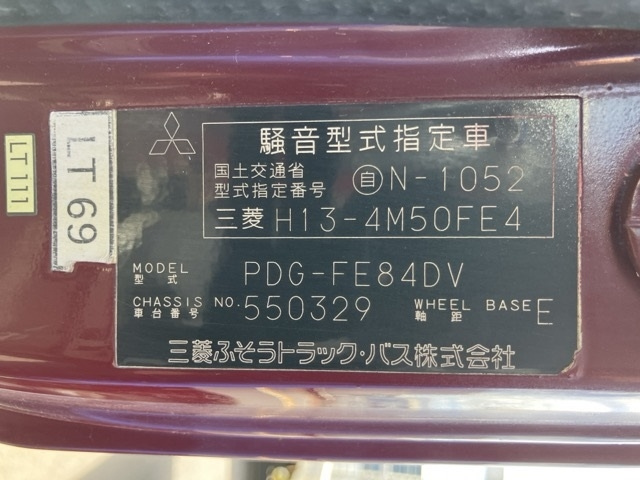 騒音型式指定車
国土交通省
型式指定番号 自N-1052
三菱 H13-4M50FE4
MODEL
型式 PDG-FE84DV
CHASSIS NO.
車台番号 550329
WHEEL BASE
軸距 E
三菱ふそうトラック・バス株式会社
LT 69
LT111